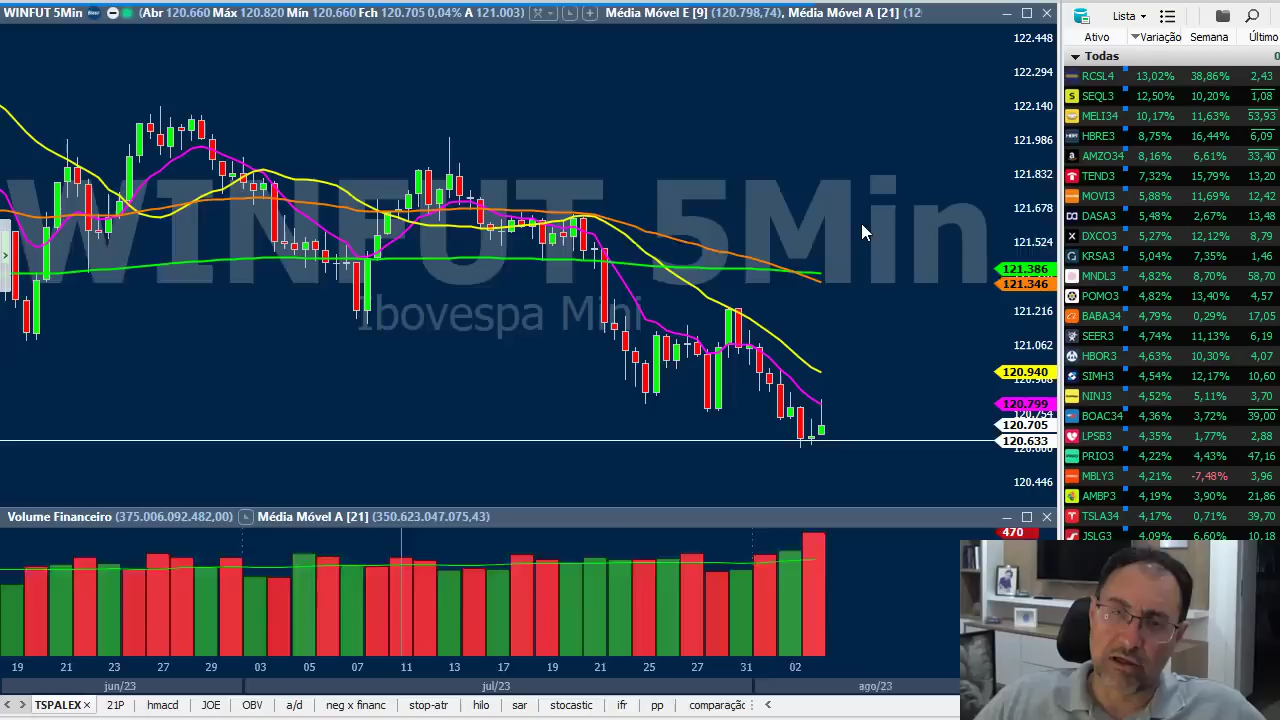 WINFUT 5Min (Abr 120.660 Máx 120.820 Mín 120.660 Fch 120.705 0,04% A 121.003) Média Móvel E [9] (120.798,74), Média Móvel A [21] (12
122.448
122.294
122.140
121.986
121.832
121.678
121.524
121.386
121.346
121.216
121.062
120.940
120.799
120.705
120.633
120.446
WINFUT 5Min
Ibovespa Mini
Volume Financeiro (375.006.092.482,00) Média Móvel A [21] (350.623.047.075,43)
470
19 21 23 27 29 03 05 07 11 13 17 19 21 25 27 31 02
jun/23 jul/23 ago/23
TSPALEX 21P hmacd JOE OBV a/d neg x financ stop-atr hilo sar stocastic ifr pp comparação
Lista
Ativo Variação Semana Último
Todas 0
RCSL4 13,02% 38,86% 2,43
SEQL3 12,50% 10,20% 1,08
MELI34 10,17% 11,63% 53,93
HBRE3 8,75% 16,44% 6,09
AMZO34 8,16% 6,61% 33,40
TEND3 7,32% 15,79% 13,20
MOVI3 5,88% 11,69% 12,42
DASA3 5,48% 2,67% 13,48
DXCO3 5,27% 12,12% 8,79
KRSA3 5,04% 7,35% 1,46
MNDL3 4,82% 8,70% 58,70
POMO3 4,82% 13,40% 4,57
BABA34 4,79% 0,29% 17,05
SEER3 4,74% 11,13% 6,19
HBOR3 4,63% 10,30% 4,07
SIMH3 4,54% 12,17% 10,60
NINJ3 4,52% 5,11% 3,70
BOAC34 4,36% 3,72% 39,00
LPSB3 4,35% 1,77% 2,88
PRIO3 4,22% 4,43% 47,16
MBLY3 4,21% -7,48% 3,96
AMBP3 4,19% 3,90% 21,86
TSLA34 4,17% 0,71% 39,70
JSLG3 4,09% 6,60% 10,18